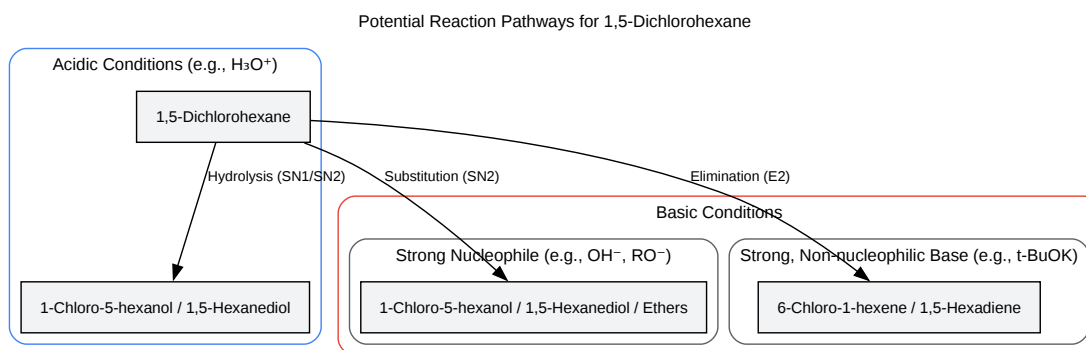 Potential Reaction Pathways for 1,5-Dichlorohexane
Acidic Conditions (e.g., H₃O⁺)
1,5-Dichlorohexane
Hydrolysis (SN1/SN2)
Substitution (SN2)
Elimination (E2)
Basic Conditions
Strong Nucleophile (e.g., OH⁻, RO⁻)
Strong, Non-nucleophilic Base (e.g., t-BuOK)
1-Chloro-5-hexanol / 1,5-Hexanediol
1-Chloro-5-hexanol / 1,5-Hexanediol / Ethers
6-Chloro-1-hexene / 1,5-Hexadiene